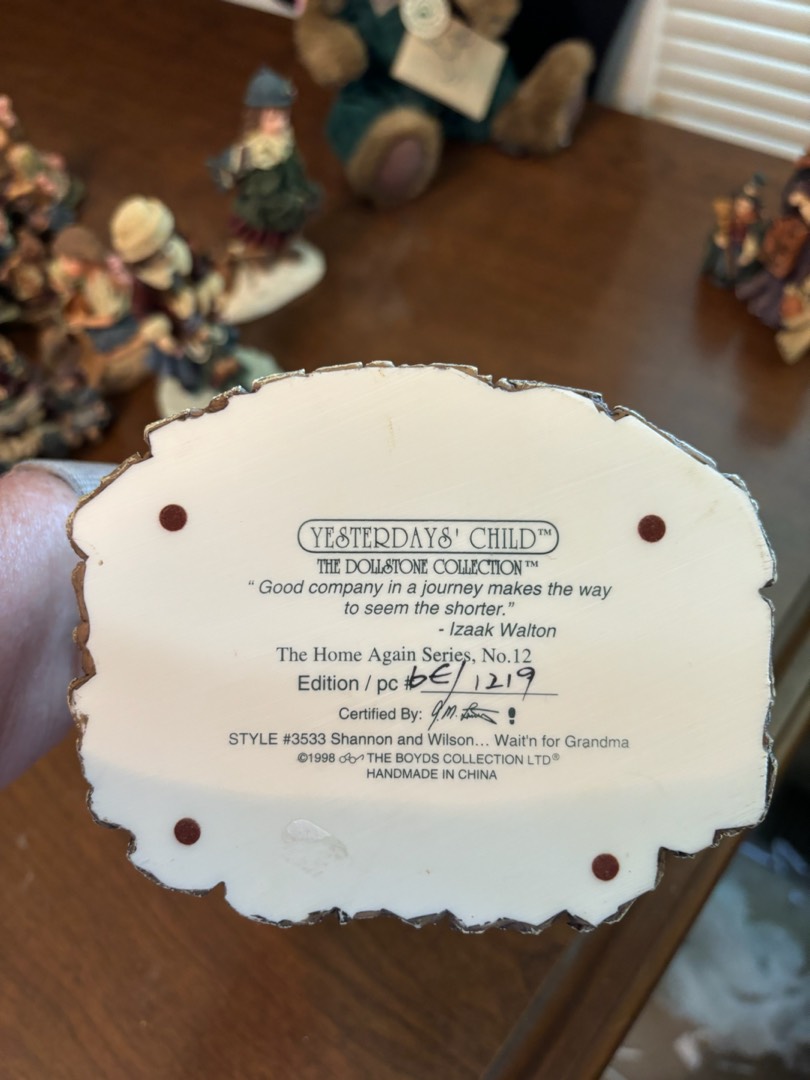 YESTERDAYS' CHILD™
THE DOLLSTONE COLLECTION™
“ Good company in a journey makes the way
to seem the shorter.”
- Izaak Walton
The Home Again Series, No.12
Edition / pc # 6E/1219
Certified By:
STYLE #3533 Shannon and Wilson... Wait'n for Grandma
©1998 THE BOYDS COLLECTION LTD®
HANDMADE IN CHINA